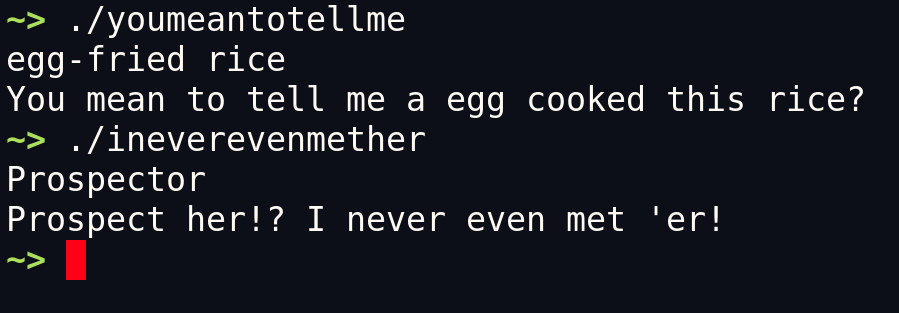 ~> ./youmeantotellme
egg-fried rice
You mean to tell me a egg cooked this rice?
~> ./ineverevenmether
Prospector
Prospect her!? I never even met 'er!
~>